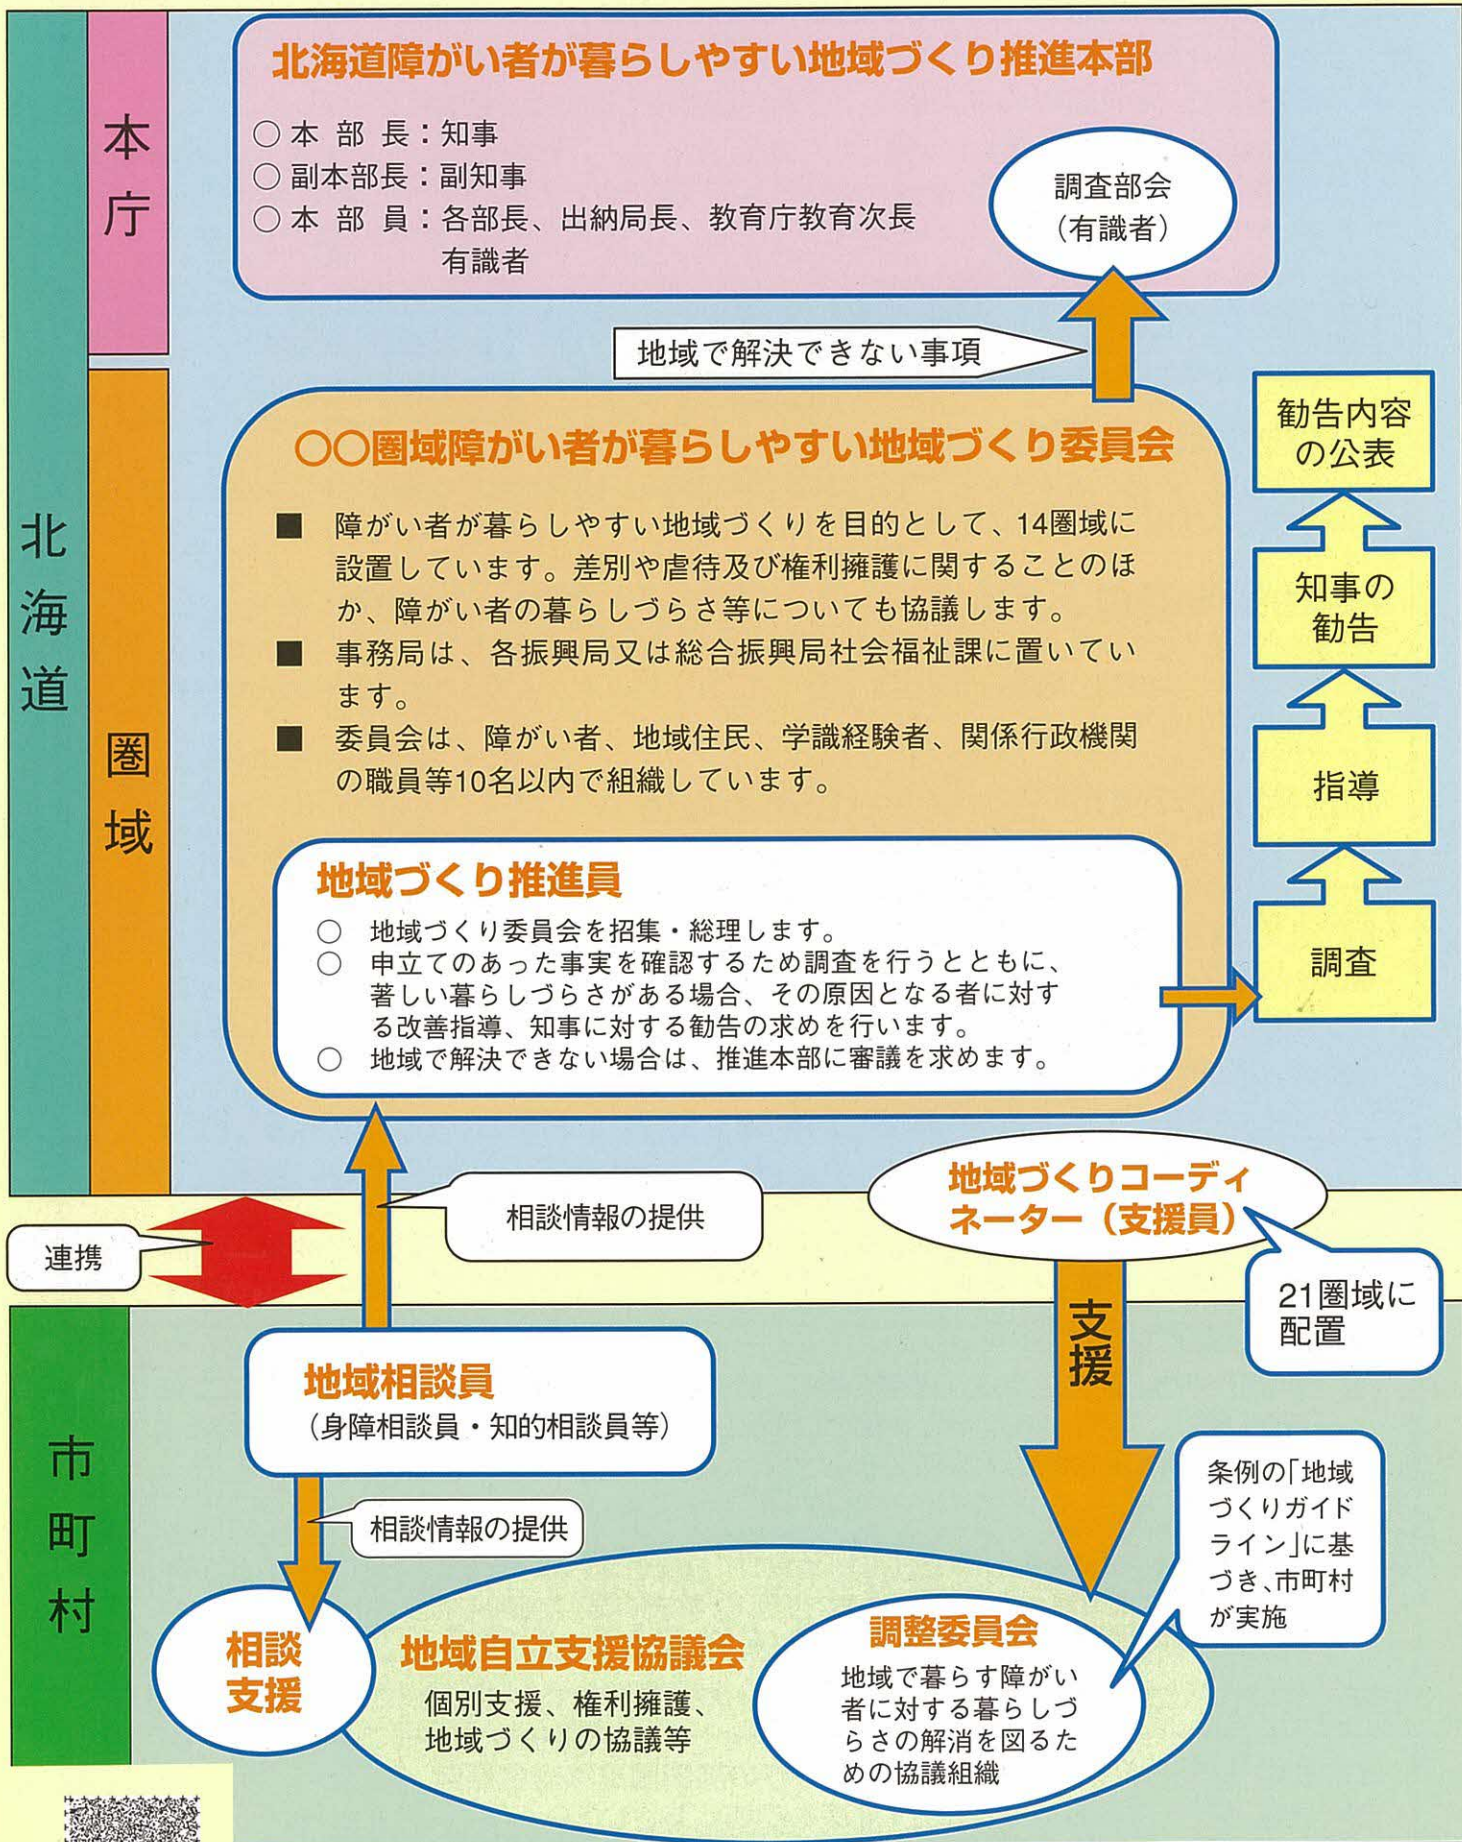 北海道
本庁
圏域
市町村
北海道障がい者が暮らしやすい地域づくり推進本部
○ 本 部 長：知事
○ 副本部長：副知事
○ 本 部 員：各部長、出納局長、教育庁教育次長
有識者
調査部会
（有識者）
地域で解決できない事項
○○圏域障がい者が暮らしやすい地域づくり委員会
■ 障がい者が暮らしやすい地域づくりを目的として、14圏域に
設置しています。差別や虐待及び権利擁護に関することのほ
か、障がい者の暮らしづらさ等についても協議します。
■ 事務局は、各振興局又は総合振興局社会福祉課に置いてい
ます。
■ 委員会は、障がい者、地域住民、学識経験者、関係行政機関
の職員等10名以内で組織しています。
地域づくり推進員
○ 地域づくり委員会を招集・総理します。
○ 申立てのあった事実を確認するため調査を行うとともに、
著しい暮らしづらさがある場合、その原因となる者に対す
る改善指導、知事に対する勧告の求めを行います。
○ 地域で解決できない場合は、推進本部に審議を求めます。
勧告内容
の公表
知事の
勧告
指導
調査
連携
相談情報の提供
地域づくりコーディ
ネーター（支援員）
21圏域に
配置
支援
地域相談員
（身障相談員・知的相談員等）
相談情報の提供
条例の「地域
づくりガイド
ライン」に基
づき、市町村
が実施
相談
支援
地域自立支援協議会
個別支援、権利擁護、
地域づくりの協議等
調整委員会
地域で暮らす障がい
者に対する暮らしづ
らさの解消を図るた
めの協議組織